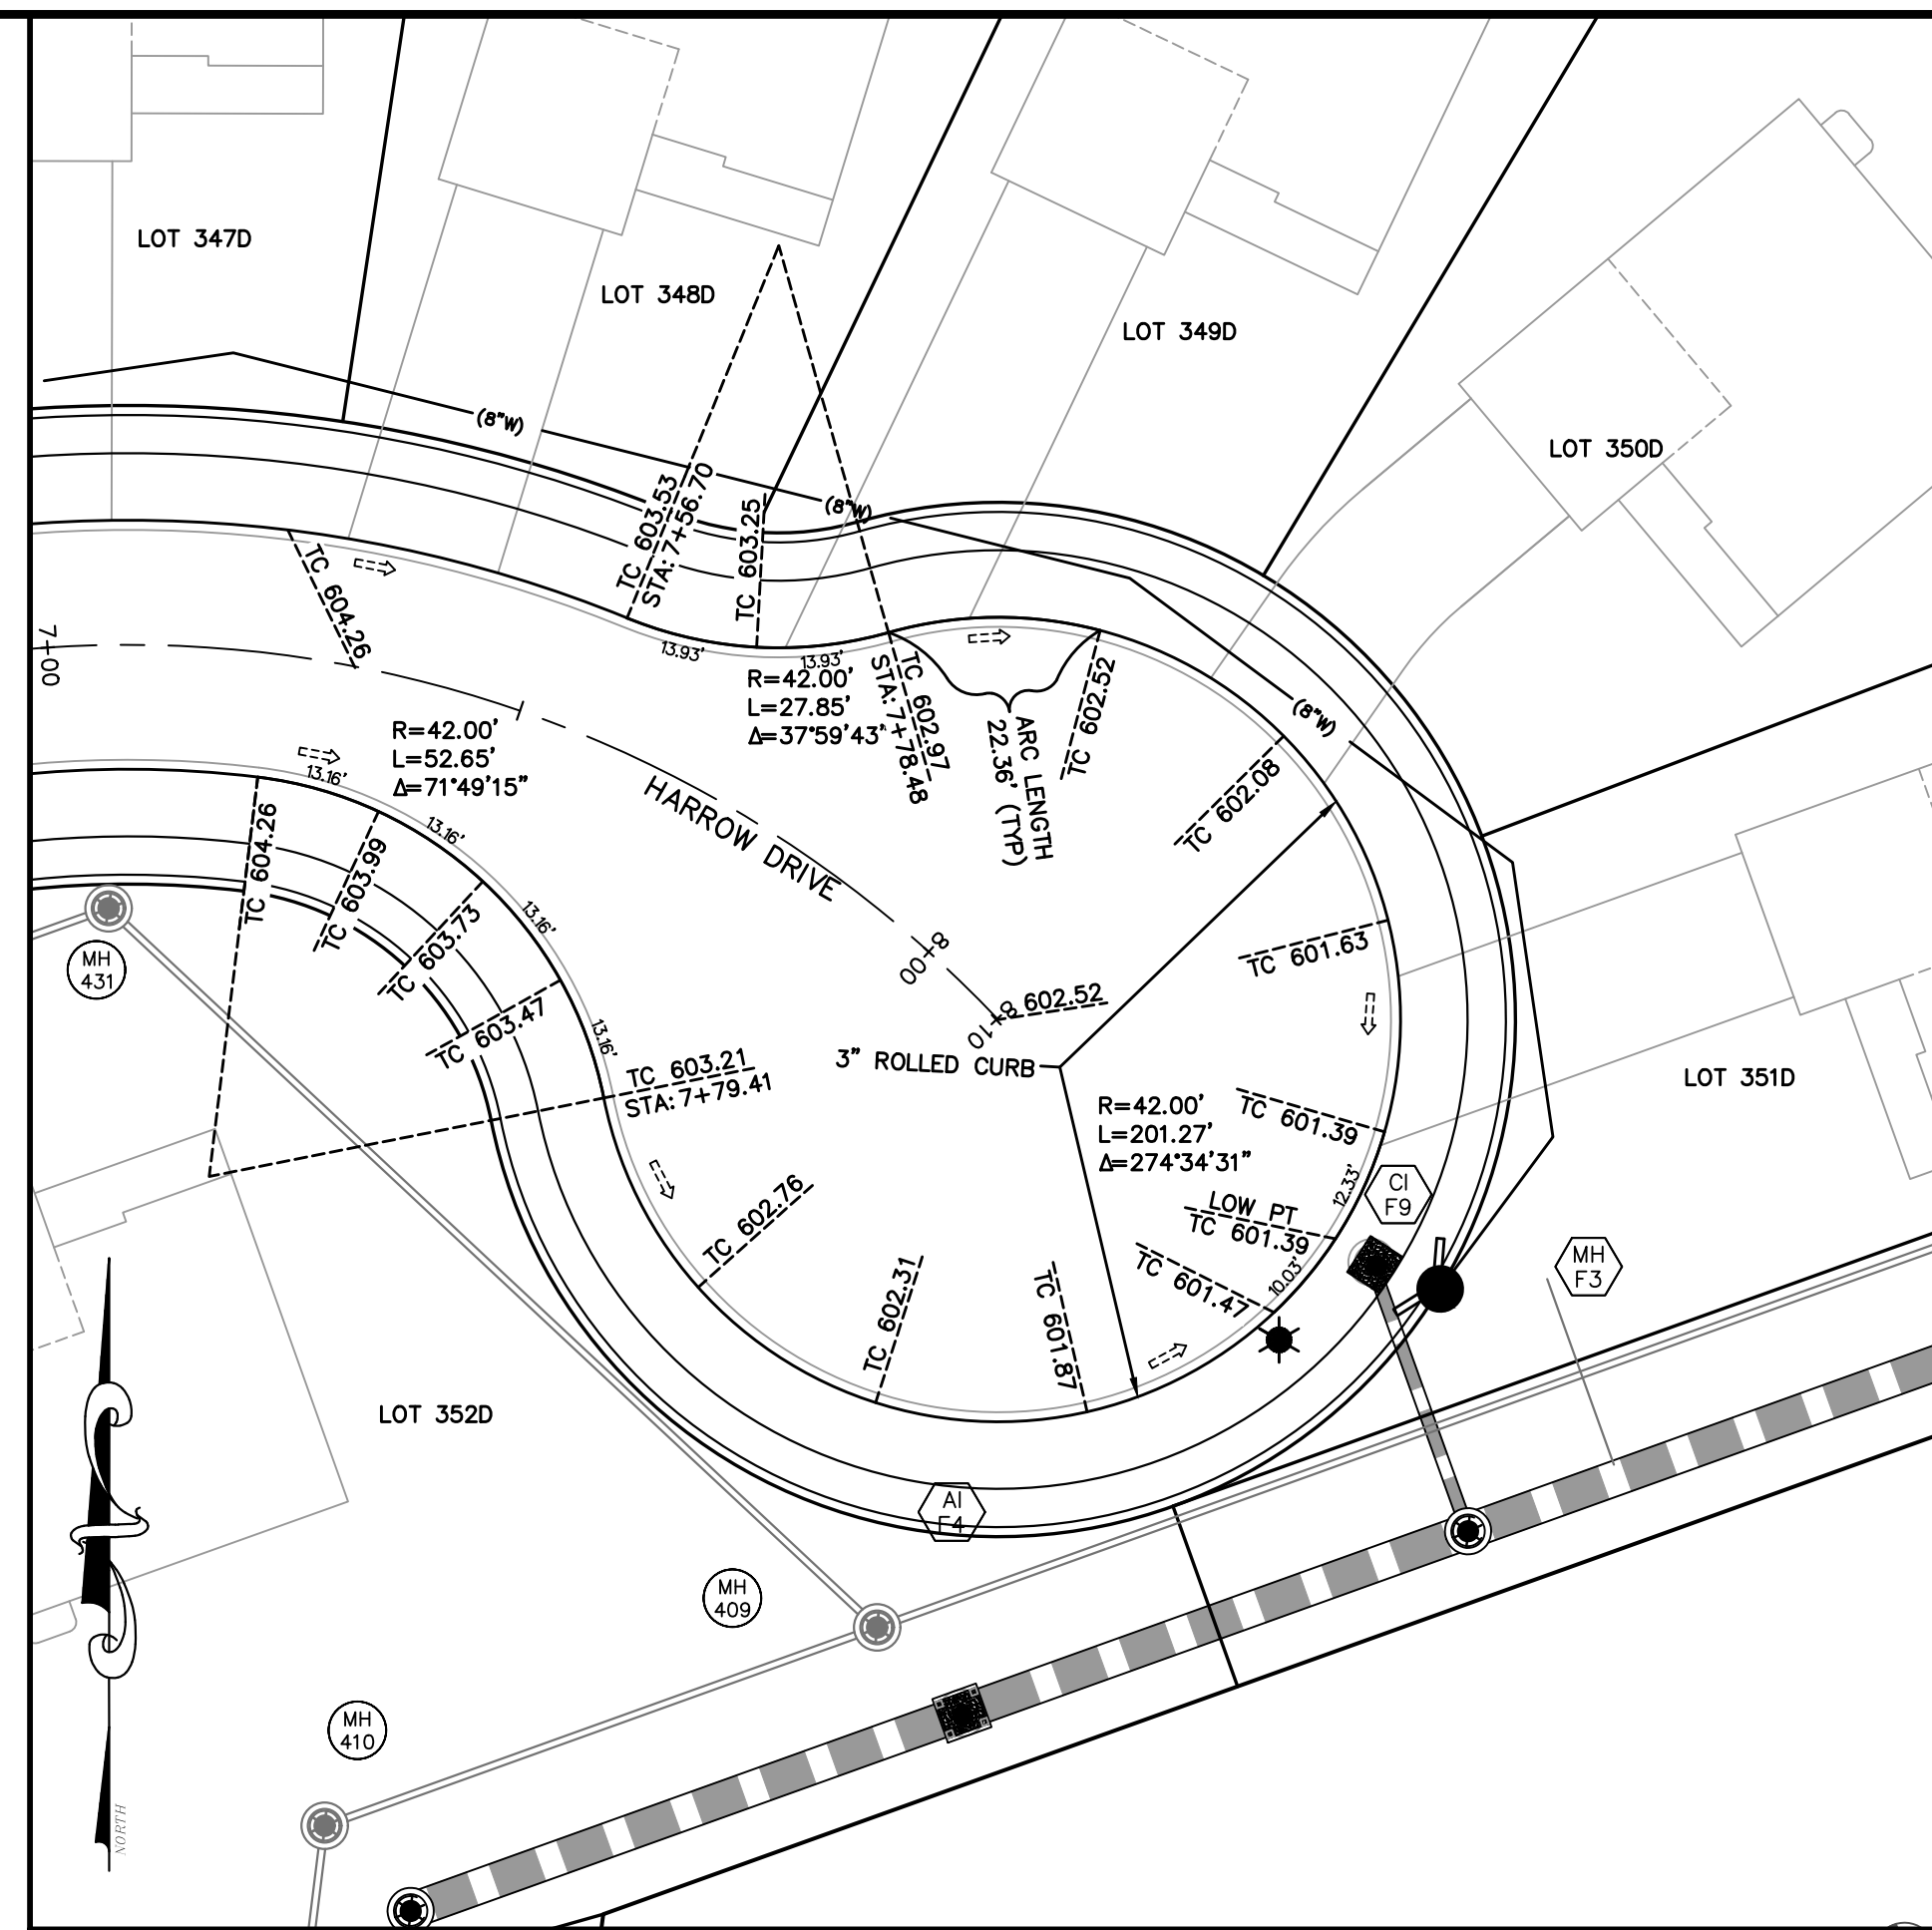 LOT 347D
LOT 348D
LOT 349D
LOT 350D
(8"W)
(8"W)
(8"W)
TC 603.53
STA: 7+56.70
TC 603.25
TC 604.26
7+00
13.93'
13.93'
R=42.00'
L=27.85'
Δ=37°59'43"
TC 602.97
STA: 7+78.48
ARC LENGTH
22.36' (TYP)
TC 602.52
TC 602.08
R=42.00'
L=52.65'
Δ=71°49'15"
13.16'
13.16'
13.16'
13.16'
HARROW DRIVE
TC 604.26
TC 603.99
TC 603.73
TC 603.47
TC 603.21
STA: 7+79.41
8+00
8+10
602.52
TC 601.63
3" ROLLED CURB
R=42.00'
L=201.27'
Δ=274°34'31"
TC 601.39
12.33'
LOW PT
TC 601.39
TC 601.47
10.03'
TC 601.87
TC 602.31
TC 602.76
LOT 351D
LOT 352D
MH
431
CI
F9
MH
F3
AI
F4
MH
409
MH
410
NORTH